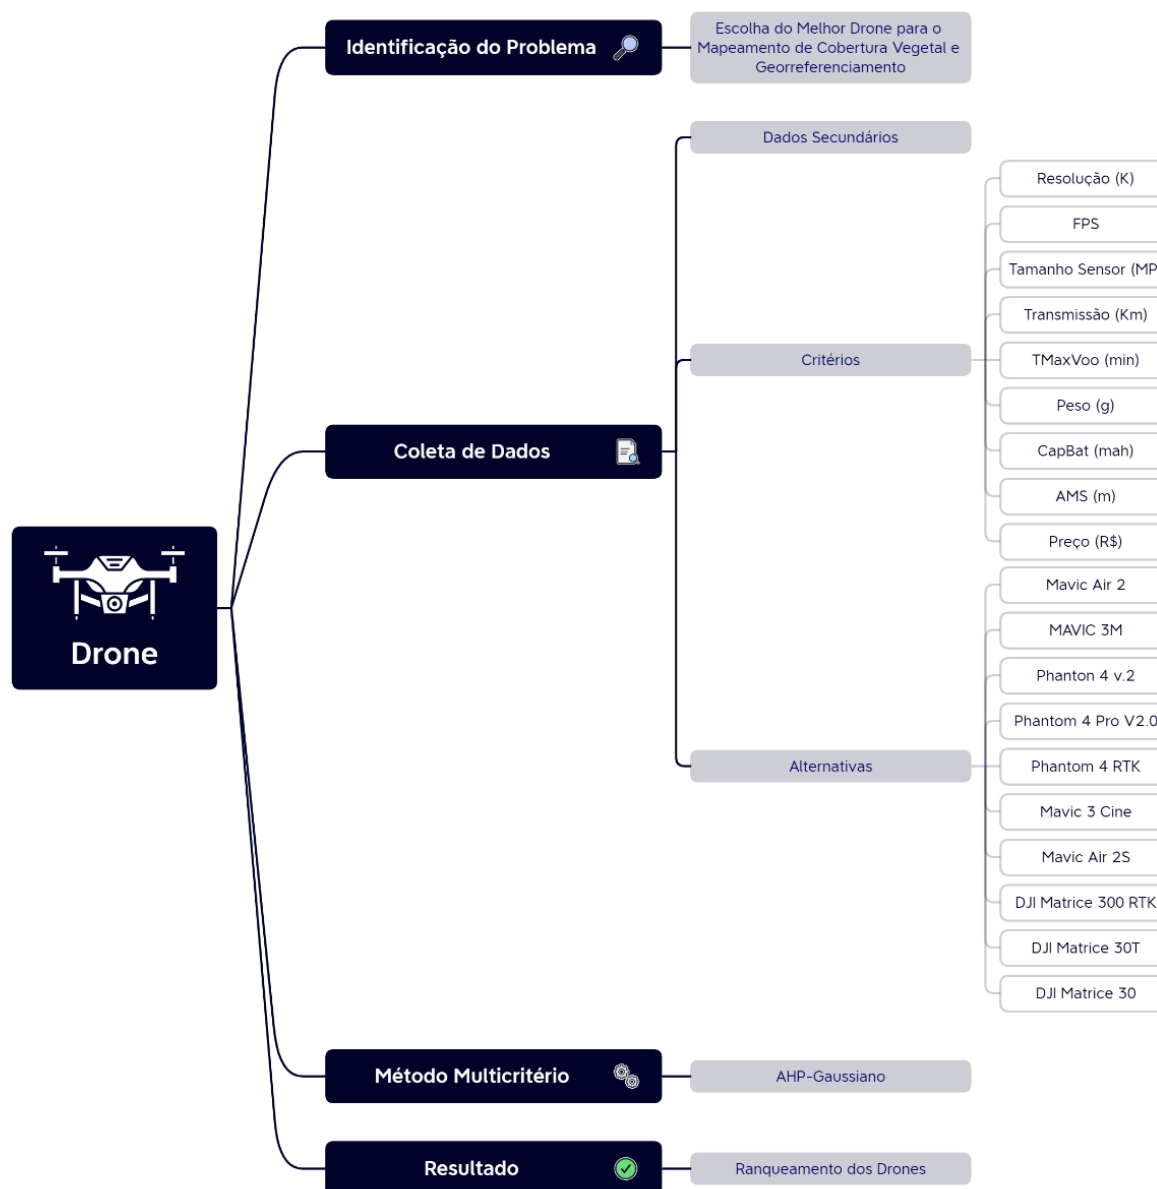 Identificação do Problema
Escolha do Melhor Drone para o
Mapeamento de Cobertura Vegetal e
Georreferenciamento
Dados Secundários
Resolução (K)
FPS
Tamanho Sensor (MP
Transmissão (Km)
Critérios
TMaxVoo (min)
Peso (g)
Coleta de Dados
CapBat (mah)
AMS (m)
Preço (R$)
Mavic Air 2
MAVIC 3M
Drone
Phanton 4 v.2
Phantom 4 Pro V2.0
Alternativas
Phantom 4 RTK
Mavic 3 Cine
Mavic Air 2S
DJI Matrice 300 RTK
DJI Matrice 30T
DJI Matrice 30
Método Multicritério
AHP-Gaussiano
Resultado
Ranqueamento dos Drones